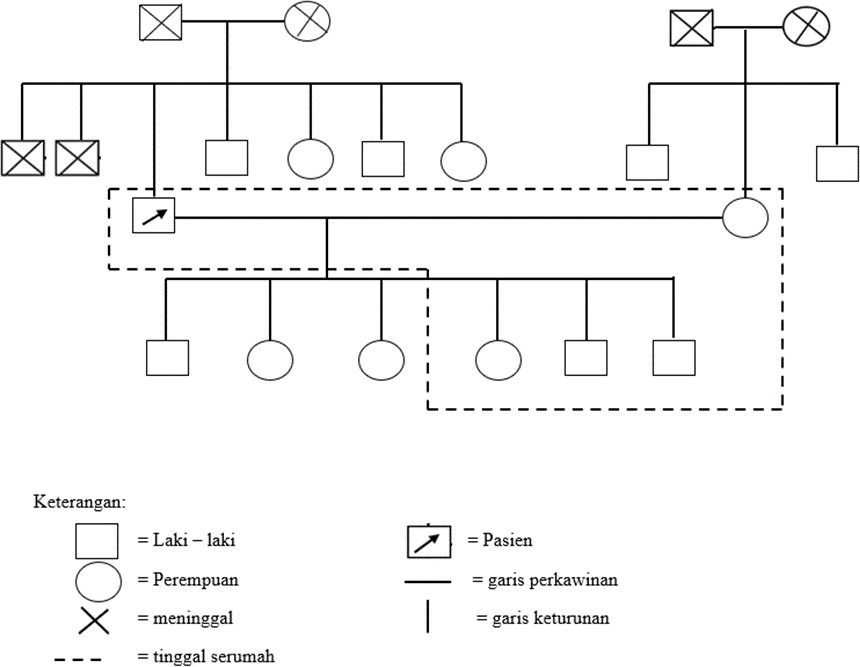 Keterangan:
= Laki – laki
= Pasien
= Perempuan
= garis perkawinan
= meninggal
= garis keturunan
= tinggal serumah